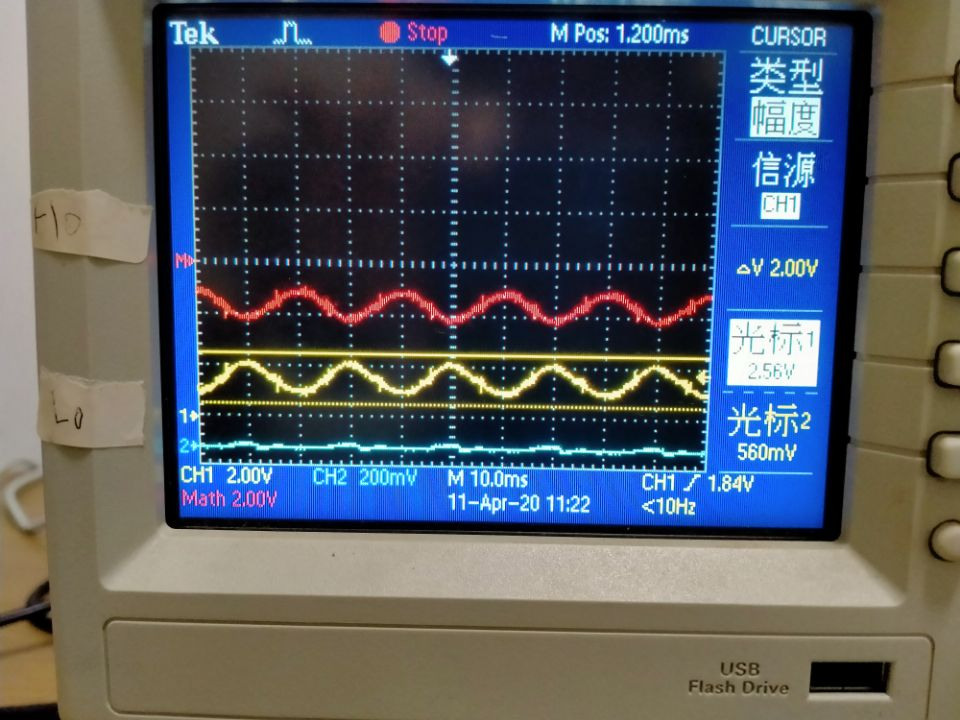 Tek Stop M Pos: 1.200ms CURSOR
类型
幅度
信源
CH1
M
△V 2.00V
光标1
2.56V
1
光标2
2
560mV
CH1 2.00V CH2 200mV M 10.0ms CH1 1.84V
Math 2.00V 11-Apr-20 11:22 <10Hz
Lo
USB
Flash Drive